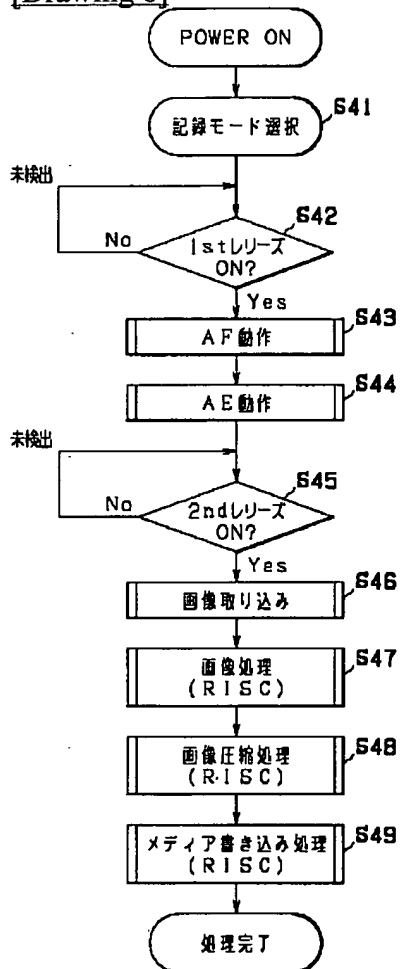 POWER ON
記録モード選択
S41
未検出
No
S42
1stレリーズ
ON?
Yes
AF動作
S43
AE動作
S44
未検出
No
S45
2ndレリーズ
ON?
Yes
画像取り込み
S46
画像処理
(RISC)
S47
画像圧縮処理
(RISC)
S48
メディア書き込み処理
(RISC)
S49
処理完了